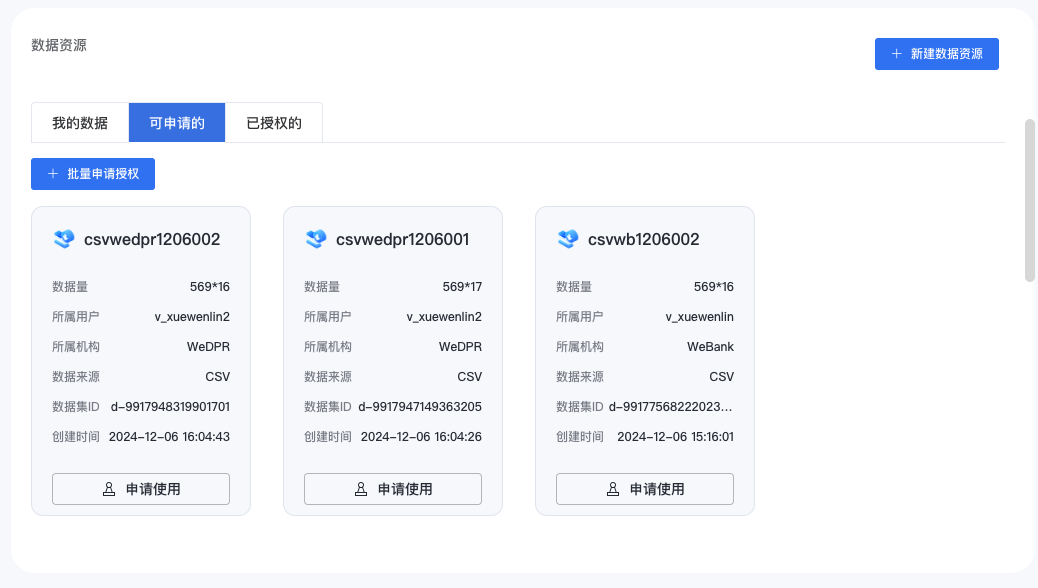 数据资源
新建数据资源
我的数据 可申请的 已授权的
批量申请授权
csvwedpr1206002
数据量 569*16
所属用户 v_xuewenlin2
所属机构 WeDPR
数据来源 CSV
数据集ID d-9917948319901701
创建时间 2024-12-06 16:04:43
申请使用
csvwedpr1206001
数据量 569*17
所属用户 v_xuewenlin2
所属机构 WeDPR
数据来源 CSV
数据集ID d-9917947149363205
创建时间 2024-12-06 16:04:26
申请使用
csvwb1206002
数据量 569*16
所属用户 v_xuewenlin
所属机构 WeBank
数据来源 CSV
数据集ID d-99177568222023...
创建时间 2024-12-06 15:16:01
申请使用